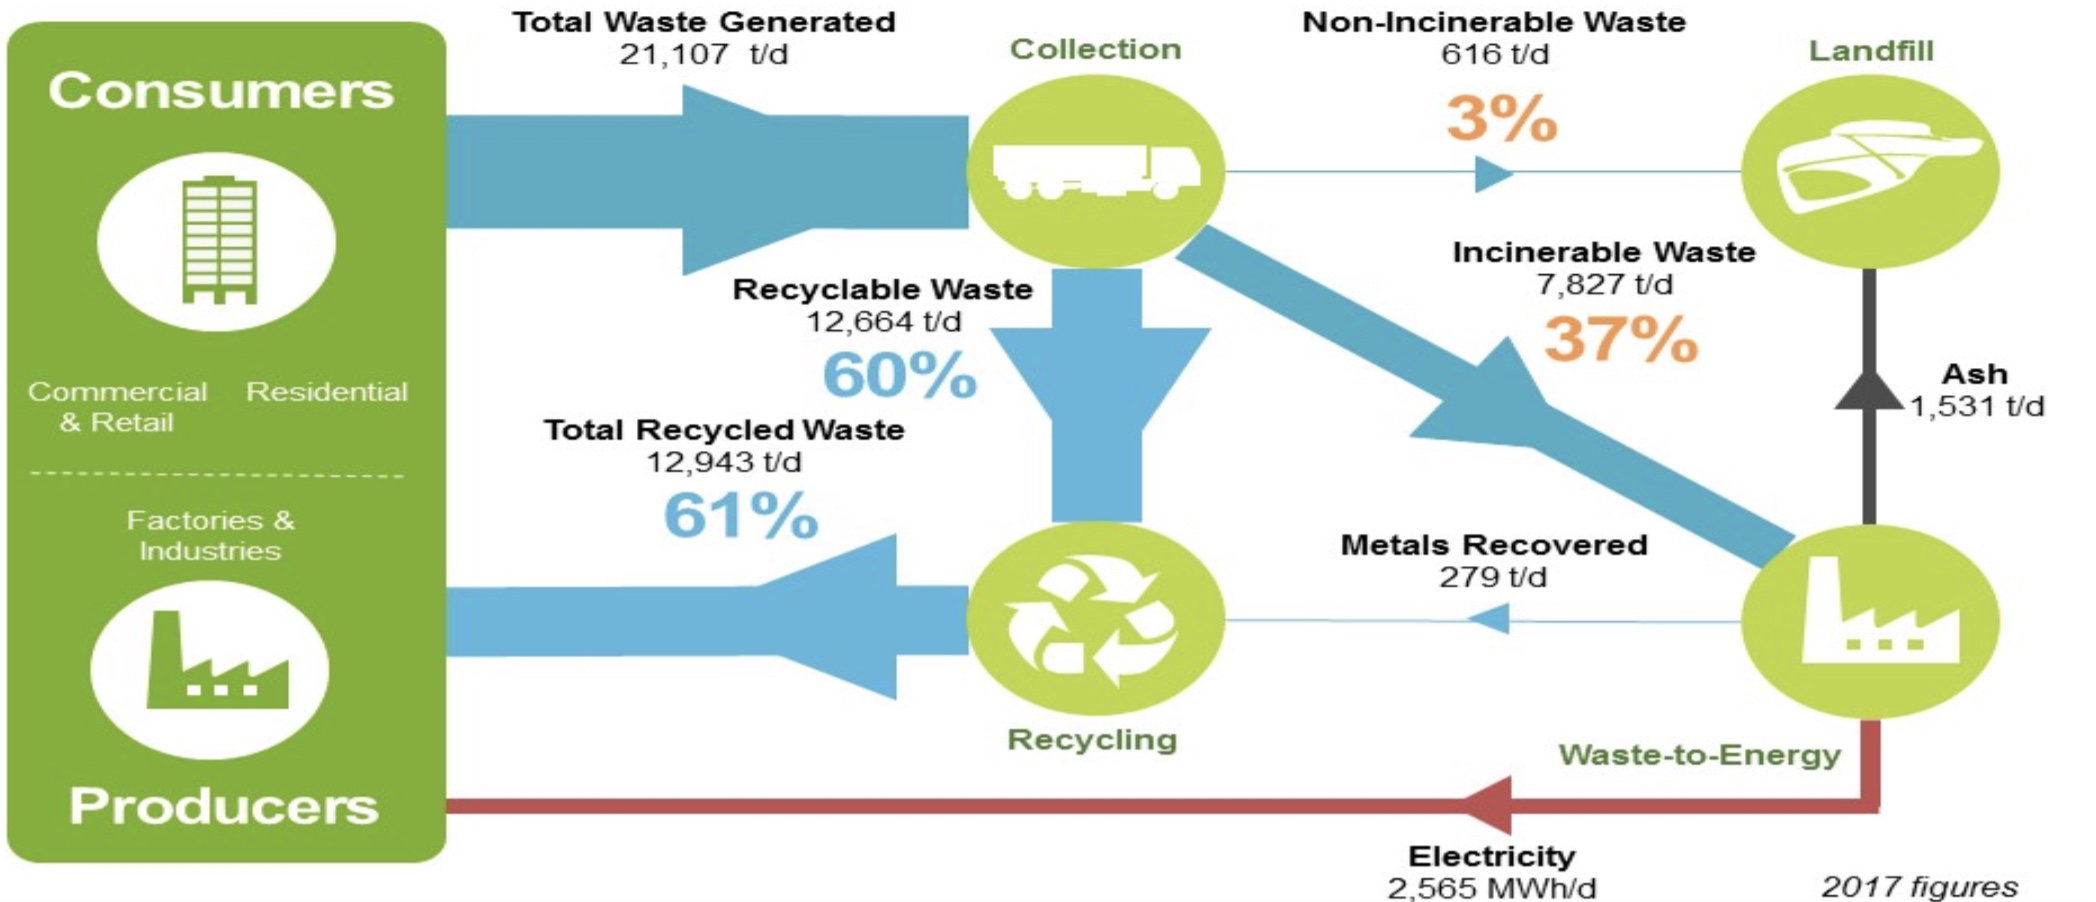 Consumers
Commercial
& Retail
Residential
Factories &
Industries
Producers
Total Waste Generated
21,107 t/d
Collection
Non-Incinerable Waste
616 t/d
3%
Landfill
Recyclable Waste
12,664 t/d
60%
Incinerable Waste
7,827 t/d
37%
Ash
1,531 t/d
Total Recycled Waste
12,943 t/d
61%
Metals Recovered
279 t/d
Recycling
Waste-to-Energy
Electricity
2,565 MWh/d
2017 figures